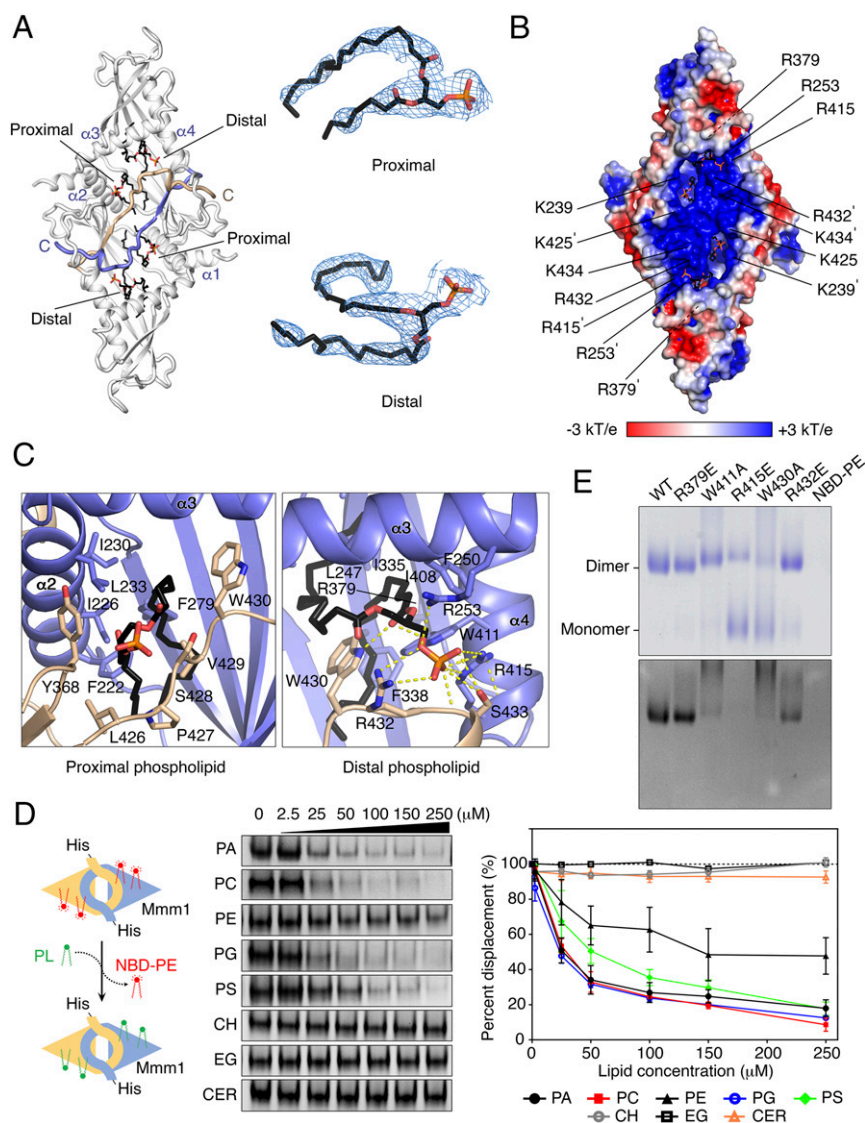 A
α3
α4
Proximal
Distal
α2
C
C
Proximal
α1
Distal
Proximal
Distal
B
R379
R253
R415
K239
R432'
K425'
K434'
K434
K425
R432
K239'
R415'
R253'
R379'
-3 kT/e
+3 kT/e
C
α3
I230
α2
L233
I226
F279
W430
Y368
F222
V429
S428
L426
P427
Proximal phospholipid
α3
L247
I335
F250
R379
I408
R253
α4
W411
W430
R415
F338
R432
S433
Distal phospholipid
E
WT
R379E
W411A
R415E
W430A
R432E
NBD-PE
Dimer
Monomer
D
His
Mmm1
His
PL
NBD-PE
Mmm1
His
His
0 2.5 25 50 100 150 250 (μM)
PA
PC
PE
PG
PS
CH
EG
CER
Percent displacement (%)
120
100
80
60
40
20
0
0 50 100 150 200 250
Lipid concentration (μM)
PA PC PE PG PS
CH EG CER